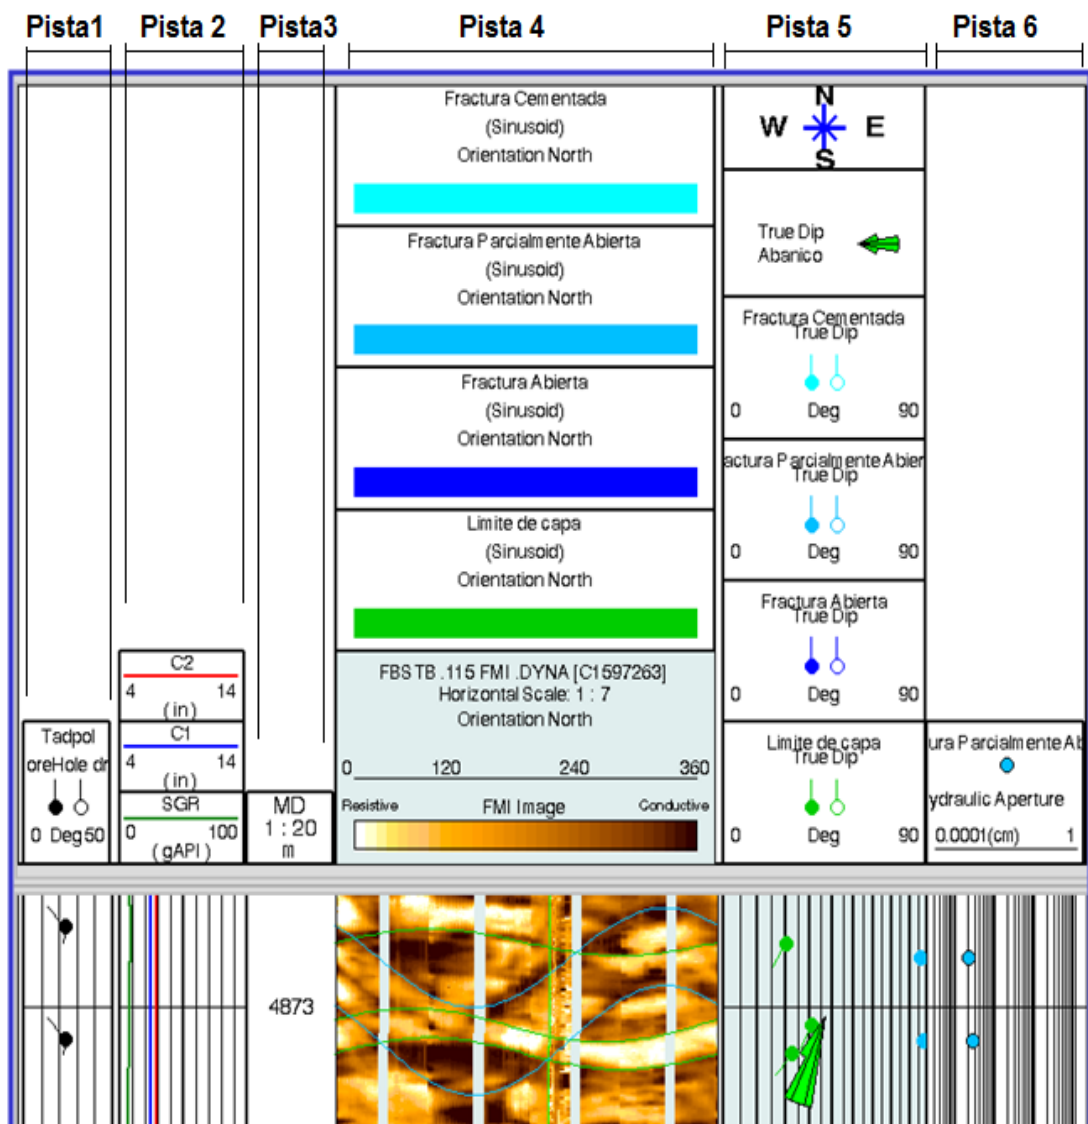 Pista1 Pista 2 Pista3 Pista 4 Pista 5 Pista 6
Fractura Cementada
(Sinusoid)
Orientation North
Fractura Parcialmente Abierta
(Sinusoid)
Orientation North
Fractura Abierta
(Sinusoid)
Orientation North
Limite de capa
(Sinusoid)
Orientation North
FBS TB .115 FMI .DYNA [C1597263]
Horizontal Scale: 1 : 7
Orientation North
0 120 240 360
Resistive FMI Image Conductive
N
W E
S
True Dip
Abanico
Fractura Cementada
True Dip
0 Deg 90
actura Parcialmente Abier
True Dip
0 Deg 90
Fractura Abierta
True Dip
0 Deg 90
Limite de capa
True Dip
0 Deg 90
Tadpol
oreHole dr
0 Deg 50
C2
4 14
(in)
C1
4 14
(in)
SGR
0 100
(gAPI)
MD
1 : 20
m
ura Parcialmente Ab
ydraulic Aperture
0.0001(cm) 1
4873